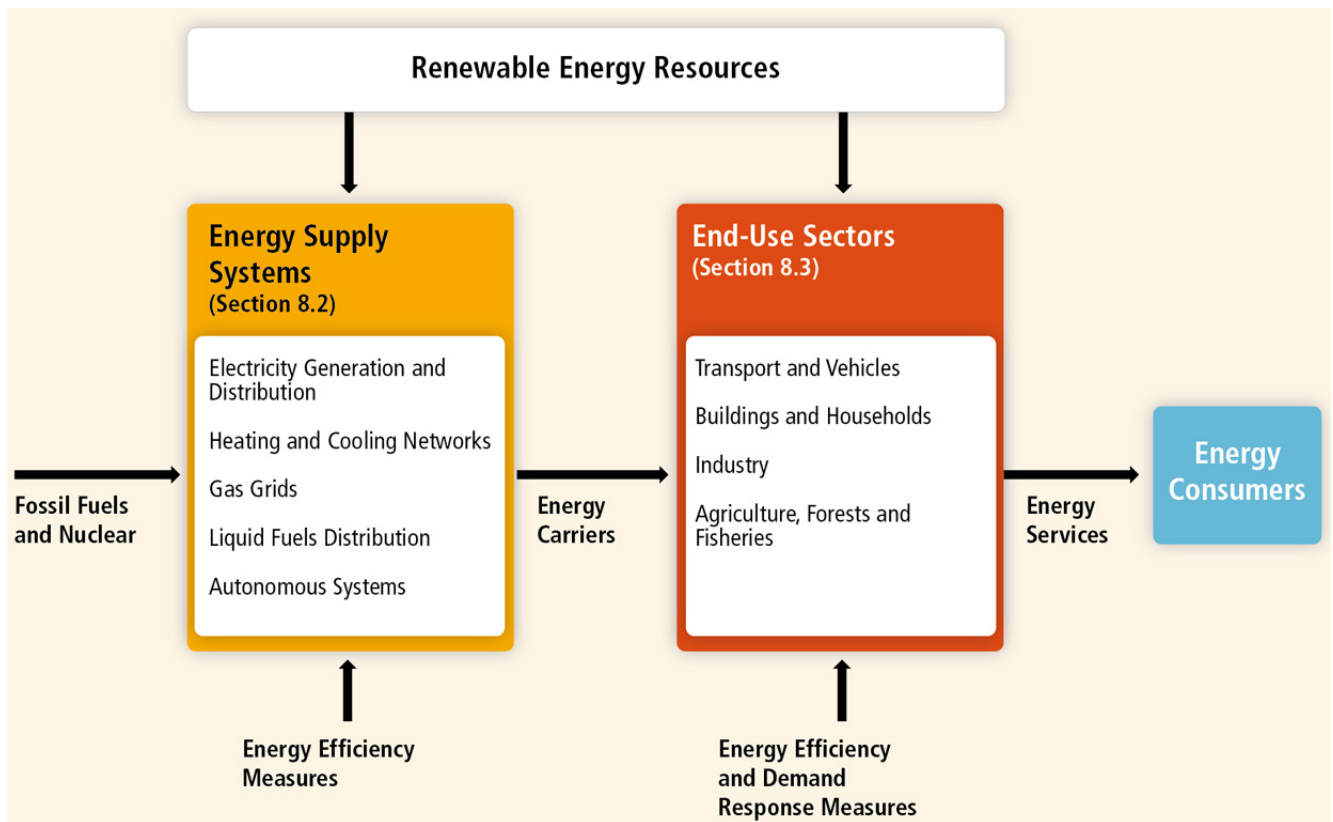 Renewable Energy Resources
Energy Supply
Systems
(Section 8.2)
Electricity Generation and
Distribution
Heating and Cooling Networks
Gas Grids
Liquid Fuels Distribution
Autonomous Systems
End-Use Sectors
(Section 8.3)
Transport and Vehicles
Buildings and Households
Industry
Agriculture, Forests and
Fisheries
Energy
Consumers
Fossil Fuels
and Nuclear
Energy
Carriers
Energy
Services
Energy Efficiency
Measures
Energy Efficiency
and Demand
Response Measures